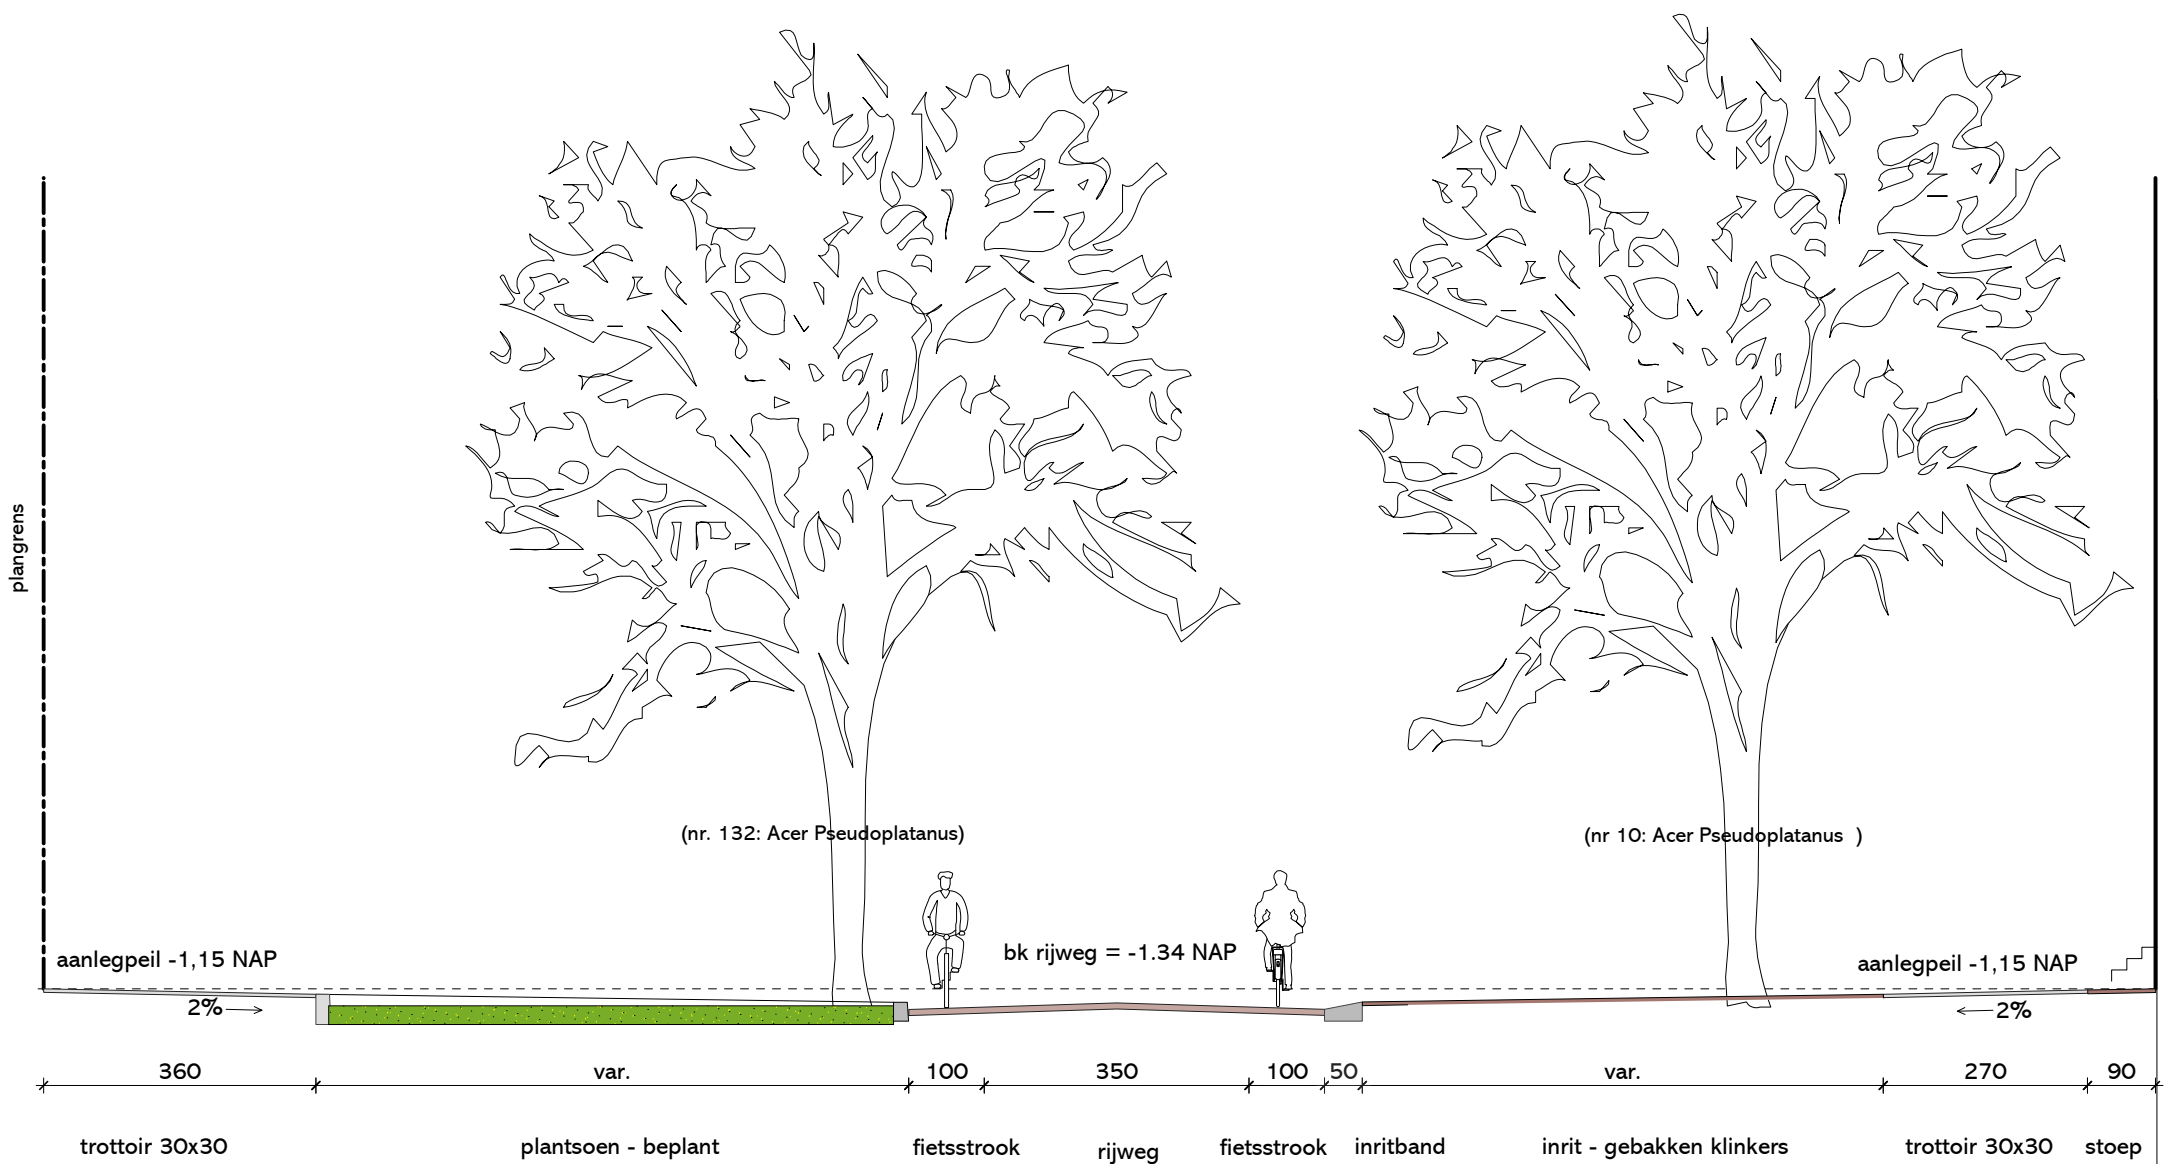 plangrens
(nr. 132: Acer Pseudoplatanus)
(nr 10: Acer Pseudoplatanus )
aanlegpeil -1,15 NAP
bk rijweg = -1.34 NAP
aanlegpeil -1,15 NAP
2%
2%
360 var. 100 350 100 50 var. 270 90
trottoir 30x30 plantsoen - beplant fietsstrook rijweg fietsstrook inritband inrit - gebakken klinkers trottoir 30x30 stoep